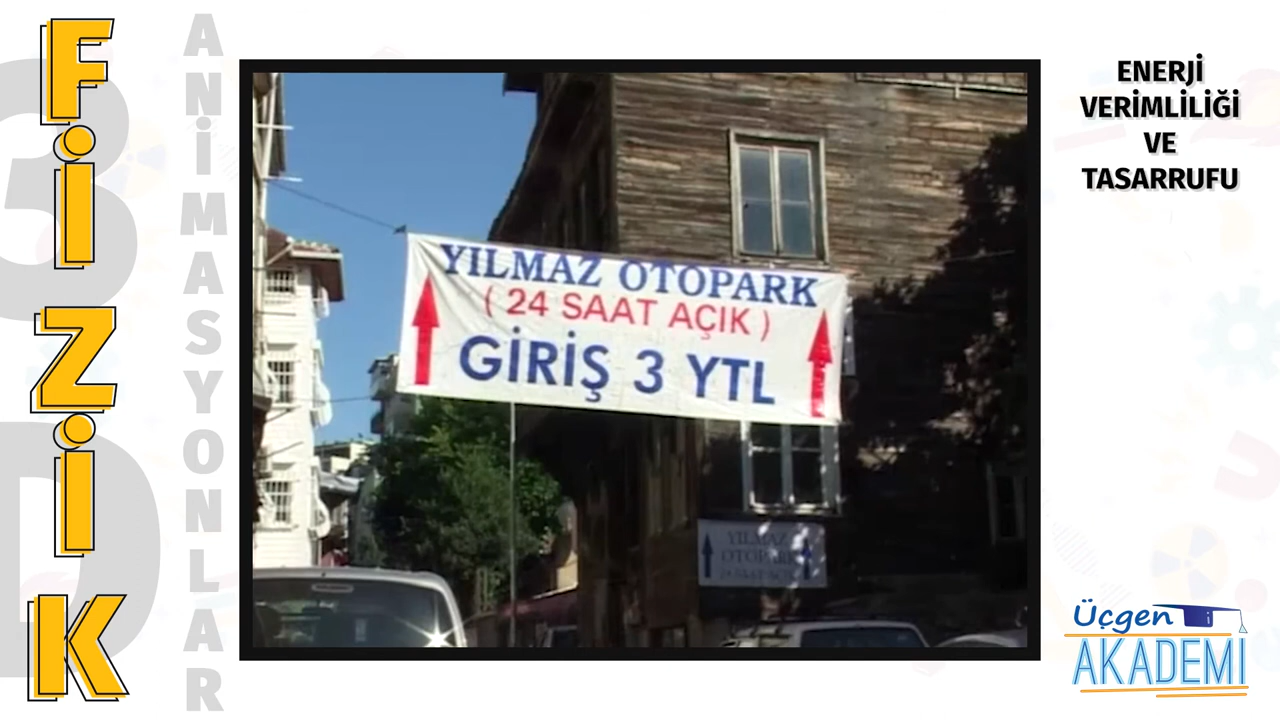 FİZİK
3D
ANİMASYONLAR
YILMAZ OTOPARK
( 24 SAAT AÇIK )
GİRİŞ 3 YTL
YILMAZ
OTOPARK
ENERJİ
VERİMLİLİĞİ
VE
TASARRUFU
Üçgen
AKADEMİ